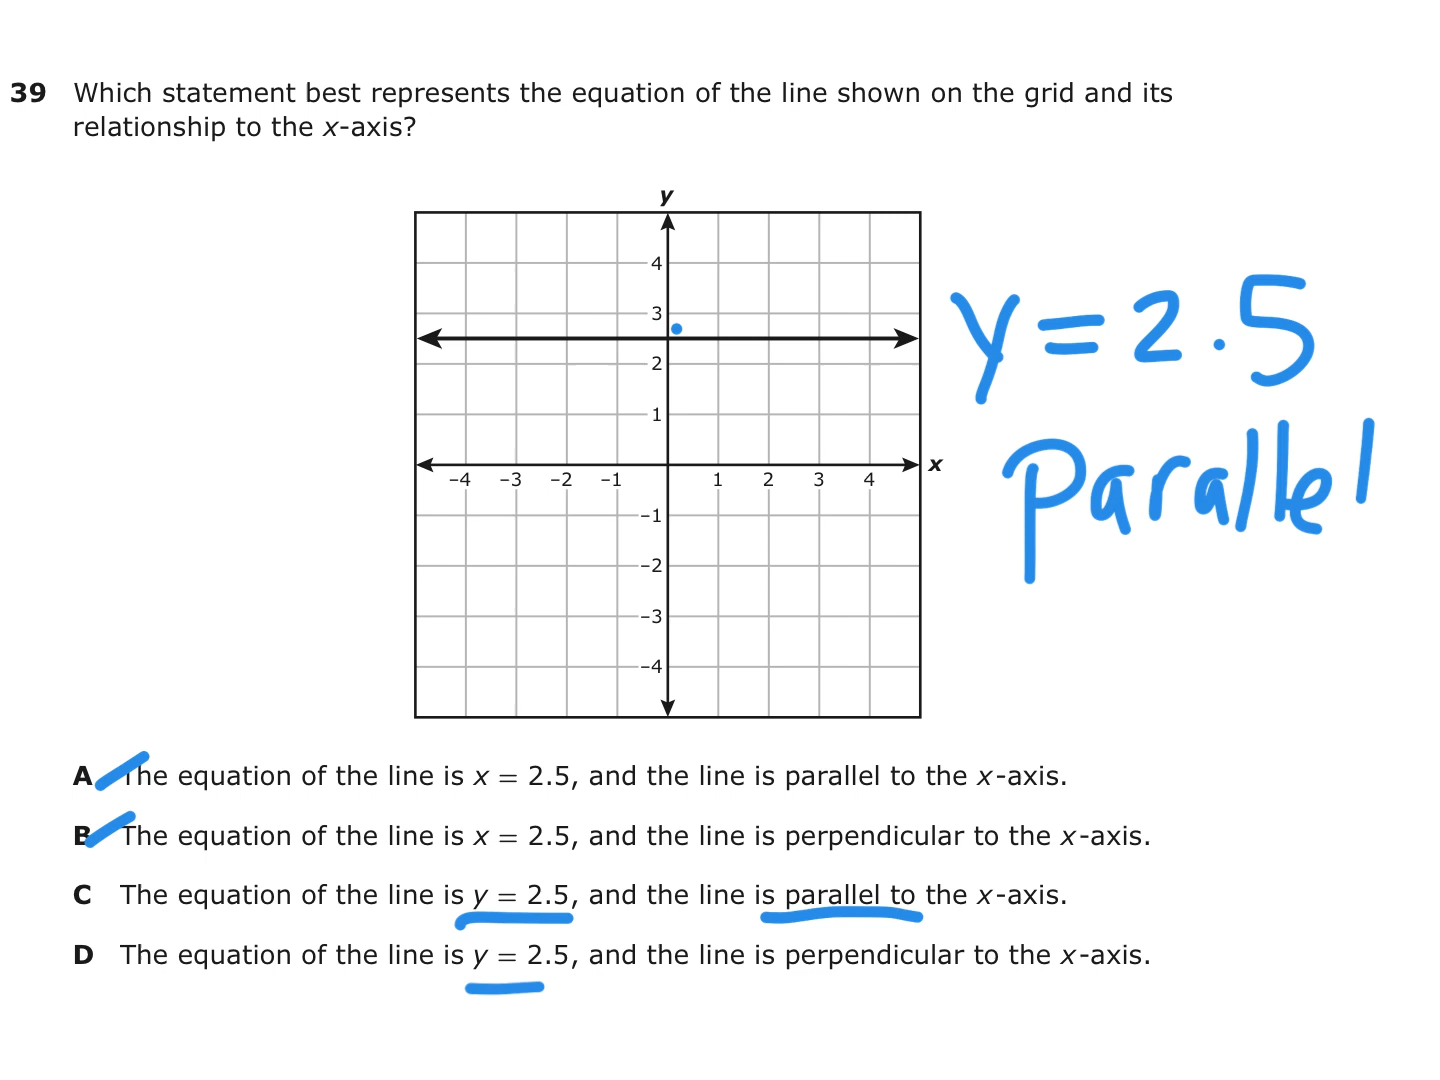 39 Which statement best represents the equation of the line shown on the grid and its
relationship to the x-axis?
y
4
3
2
1
−4 −3 −2 −1 1 2 3 4 x
−1
−2
−3
−4
y = 2.5
Parallel
A The equation of the line is x = 2.5, and the line is parallel to the x-axis.
B The equation of the line is x = 2.5, and the line is perpendicular to the x-axis.
C The equation of the line is y = 2.5, and the line is parallel to the x-axis.
D The equation of the line is y = 2.5, and the line is perpendicular to the x-axis.